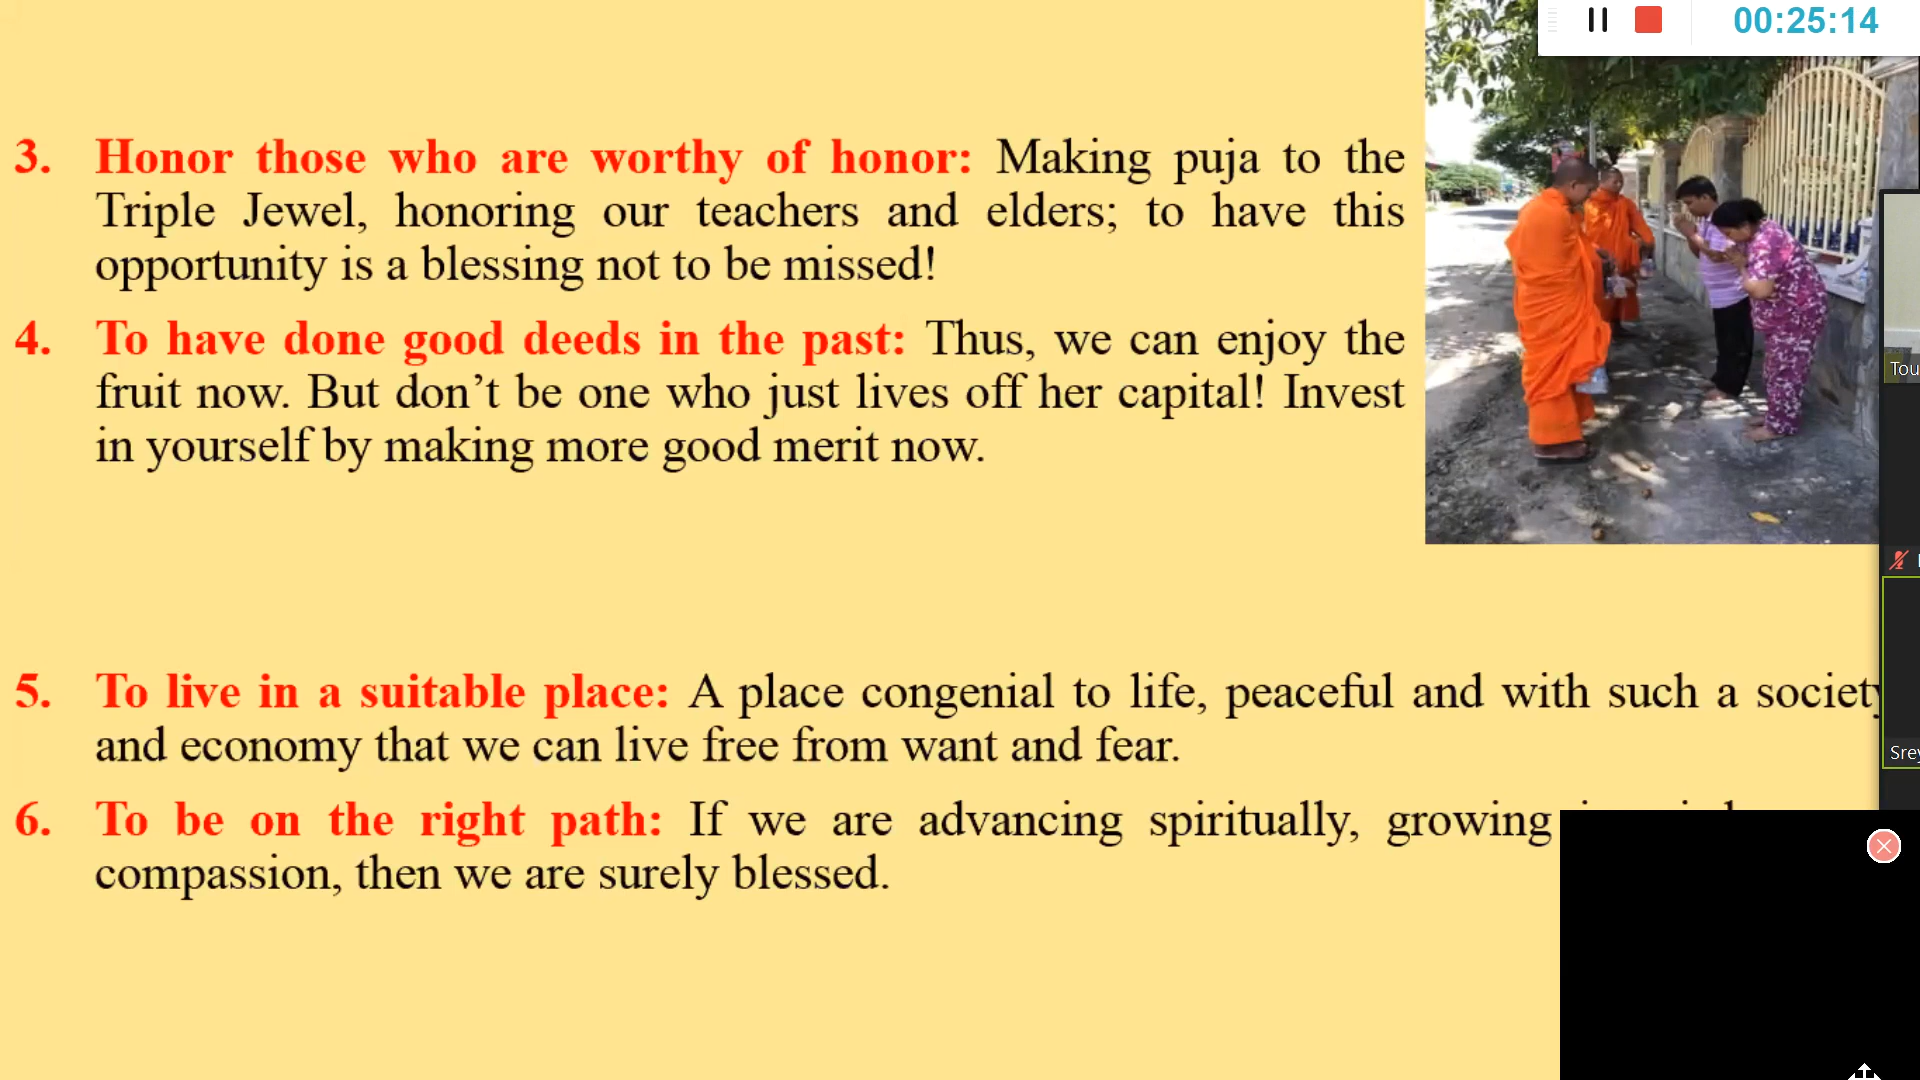 00:25:14
3. Honor those who are worthy of honor: Making puja to the
Triple Jewel, honoring our teachers and elders; to have this
opportunity is a blessing not to be missed!
4. To have done good deeds in the past: Thus, we can enjoy the
fruit now. But don’t be one who just lives off her capital! Invest
in yourself by making more good merit now.
Tou
5. To live in a suitable place: A place congenial to life, peaceful and with such a society
and economy that we can live free from want and fear.
Srey
6. To be on the right path: If we are advancing spiritually, growing
compassion, then we are surely blessed.